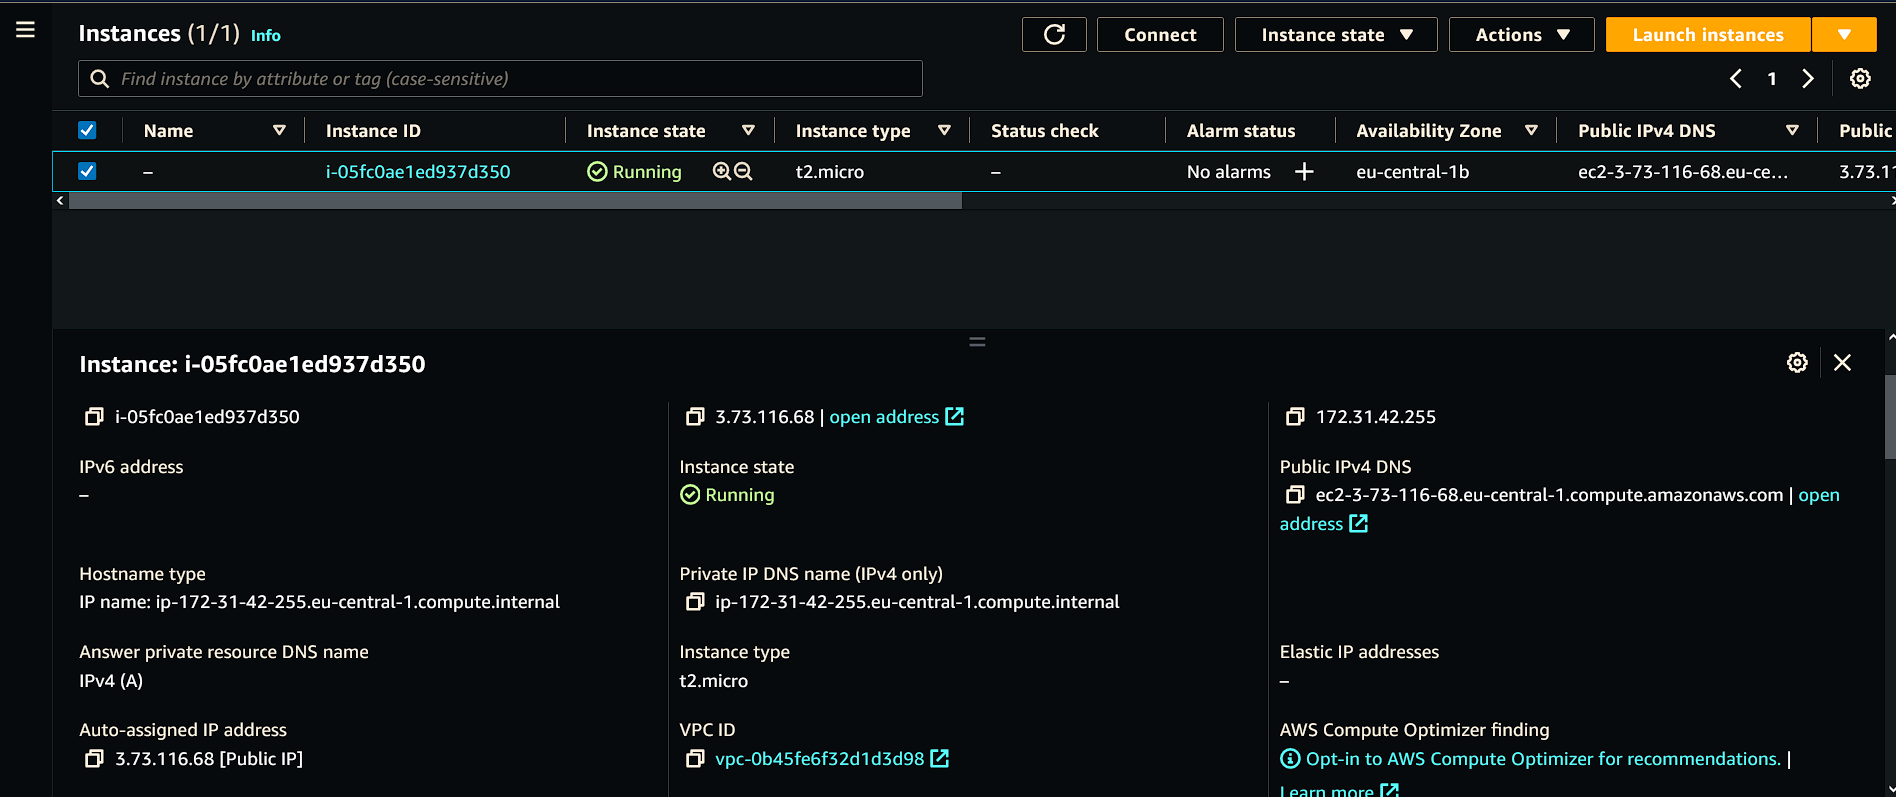 Instances (1/1) Info
Connect
Instance state
Actions
Launch instances
Find instance by attribute or tag (case-sensitive)
1
Name Instance ID Instance state Instance type Status check Alarm status Availability Zone Public IPv4 DNS Public
– i-05fc0ae1ed937d350 Running t2.micro – No alarms + eu-central-1b ec2-3-73-116-68.eu-ce… 3.73.11
Instance: i-05fc0ae1ed937d350
i-05fc0ae1ed937d350
3.73.116.68 | open address
172.31.42.255
IPv6 address
–
Instance state
Running
Public IPv4 DNS
ec2-3-73-116-68.eu-central-1.compute.amazonaws.com | open
address
Hostname type
IP name: ip-172-31-42-255.eu-central-1.compute.internal
Private IP DNS name (IPv4 only)
ip-172-31-42-255.eu-central-1.compute.internal
Answer private resource DNS name
IPv4 (A)
Instance type
t2.micro
Elastic IP addresses
–
Auto-assigned IP address
3.73.116.68 [Public IP]
VPC ID
vpc-0b45fe6f32d1d3d98
AWS Compute Optimizer finding
Opt-in to AWS Compute Optimizer for recommendations. |
Learn more